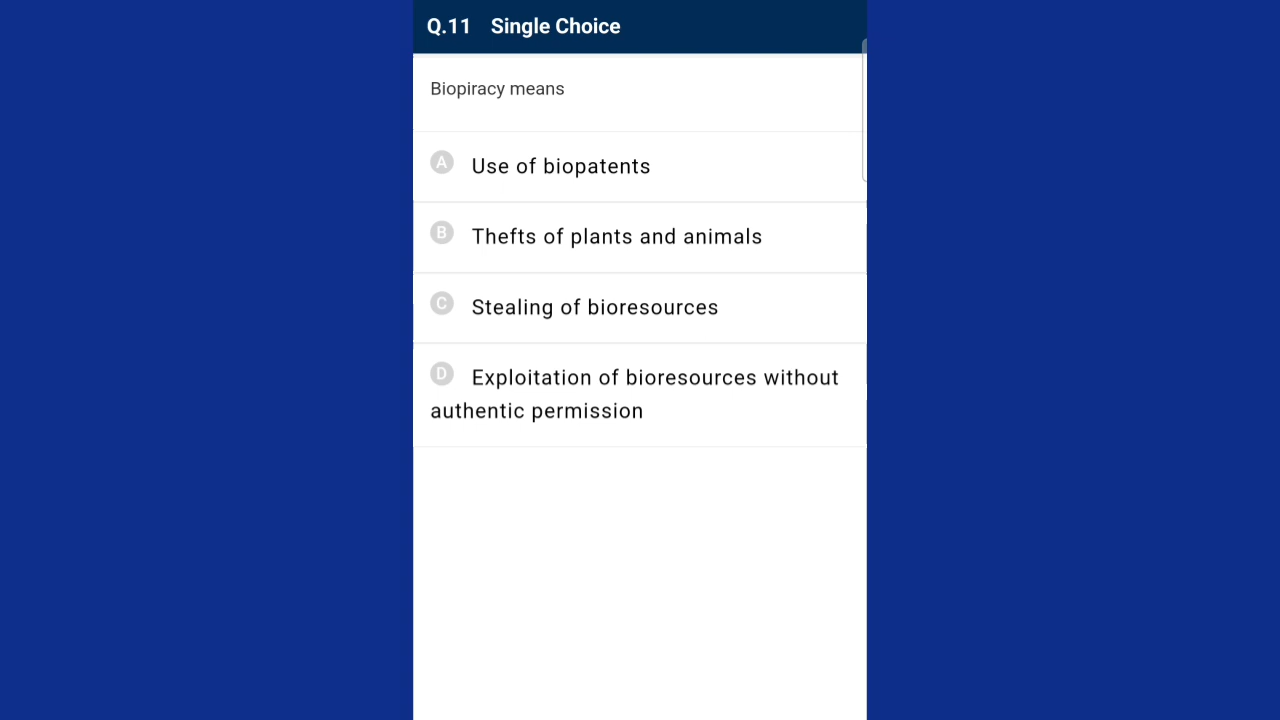 Q.11 Single Choice
Biopiracy means
A Use of biopatents
B Thefts of plants and animals
C Stealing of bioresources
D Exploitation of bioresources without
authentic permission